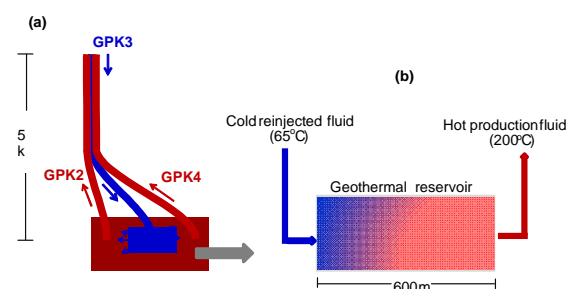 (a)
GPK3
5
k
GPK2
GPK4
(b)
Cold reinjected fluid
(65°C)
Hot production fluid
(200°C)
Geothermal reservoir
600m